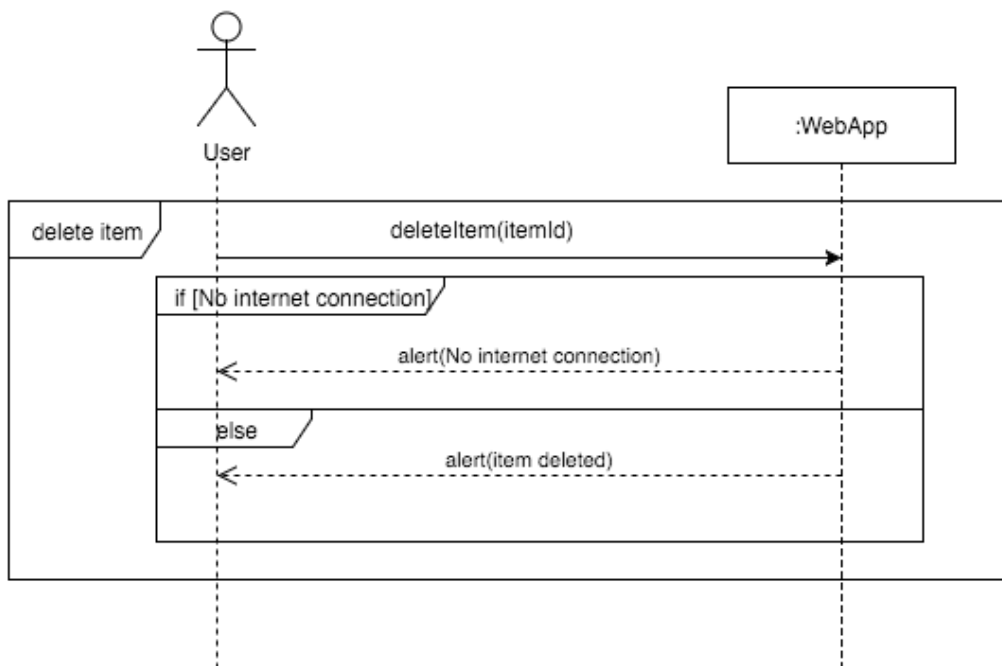 User
:WebApp
delete item
deleteItem(itemId)
if [No internet connection]
alert(No internet connection)
else
alert(item deleted)